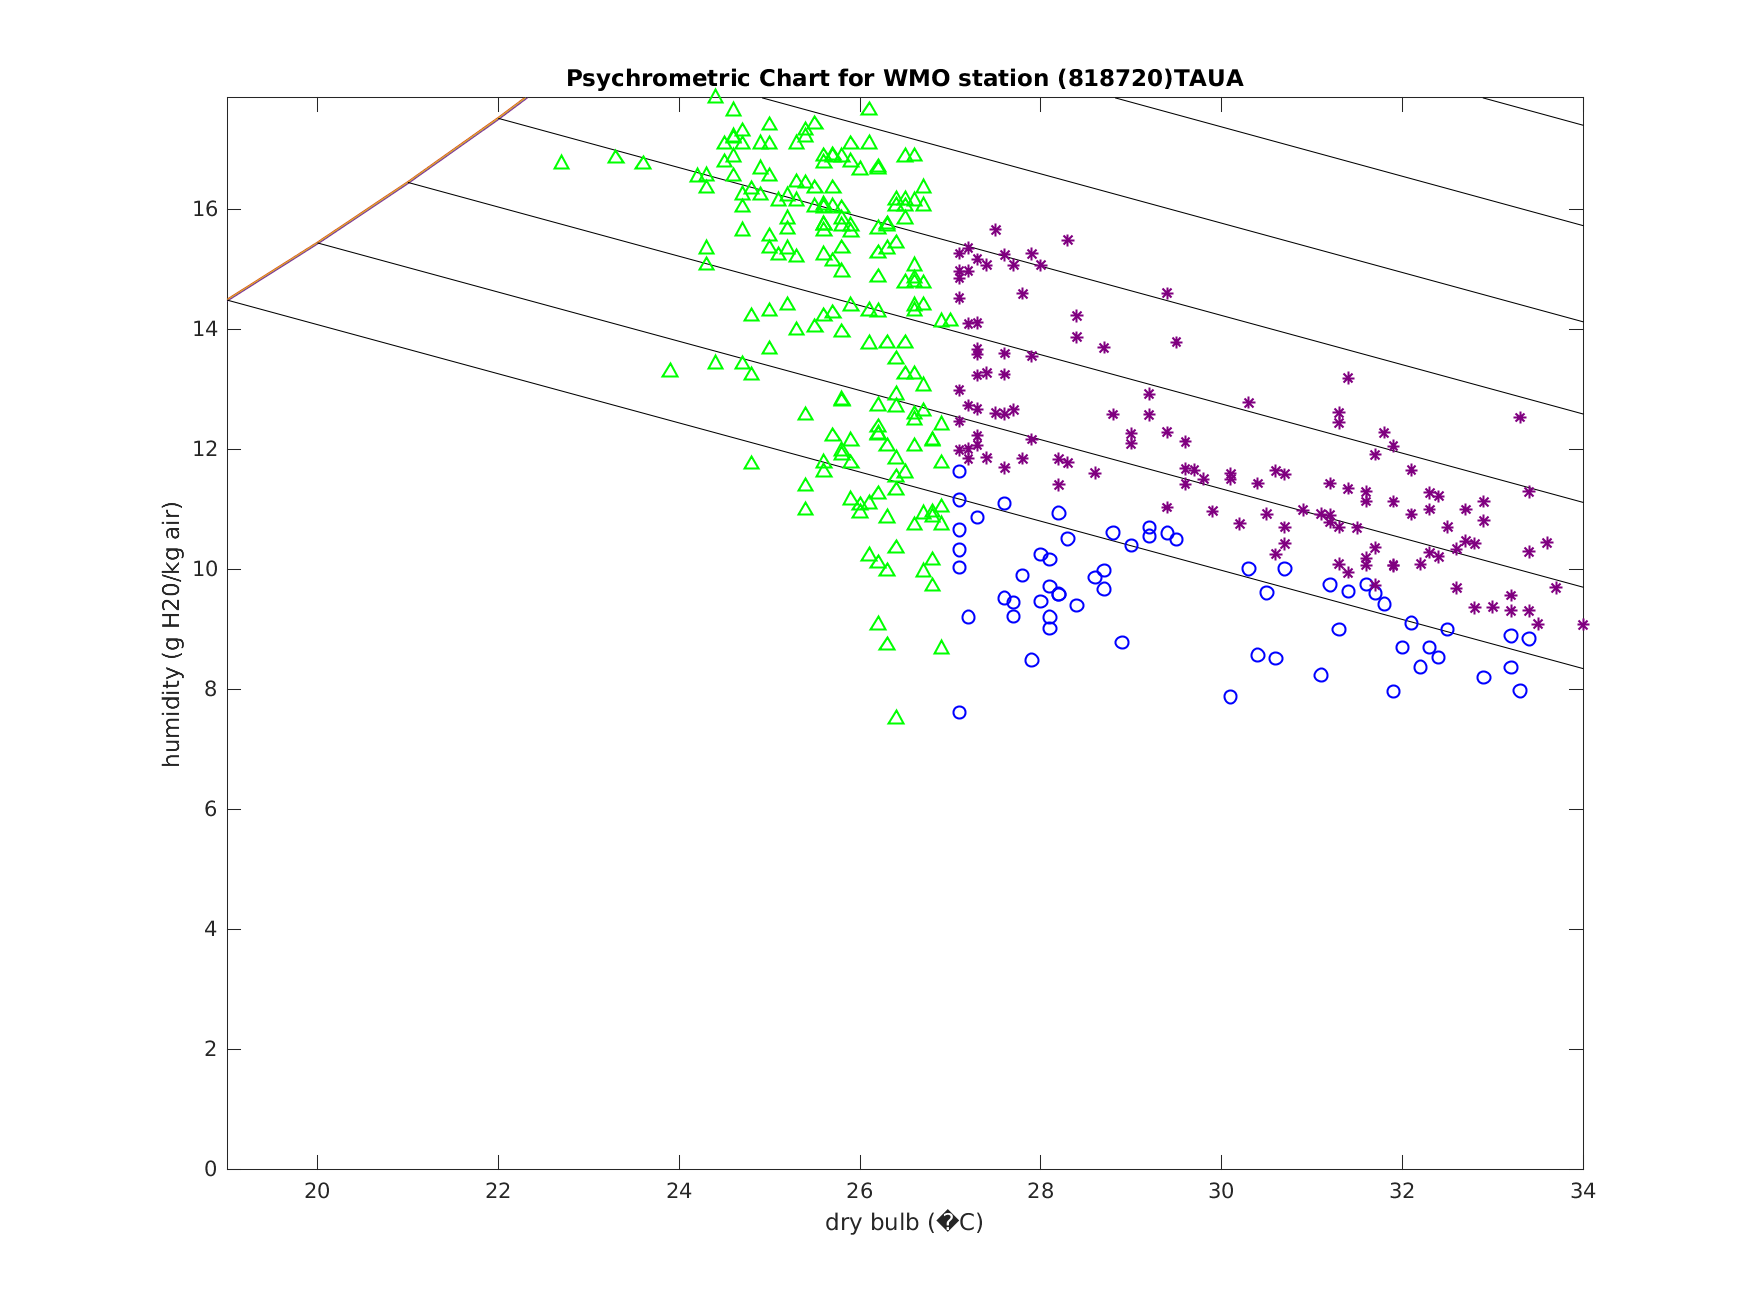 Psychrometric Chart for WMO station (818720)TAUA
16
14
12
10
8
6
4
2
0
humidity (g H20/kg air)
20 22 24 26 28 30 32 34
dry bulb (�C)